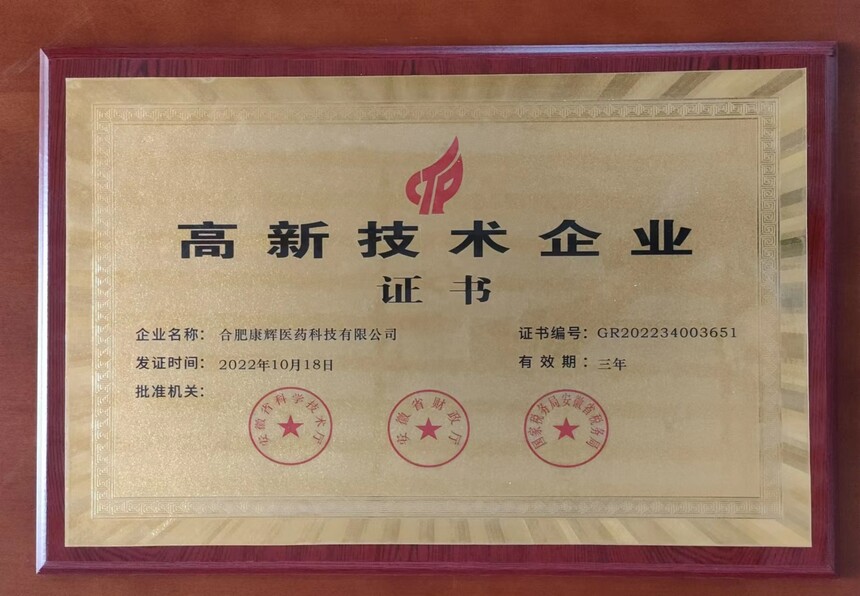 CTP
高新技术企业
证书
企业名称： 合肥康辉医药科技有限公司
证书编号：GR202234003651
发证时间： 2022年10月18日
有效期：三年
批准机关：
安徽省科学技术厅
安徽省财政厅
国家税务局安徽省税务局